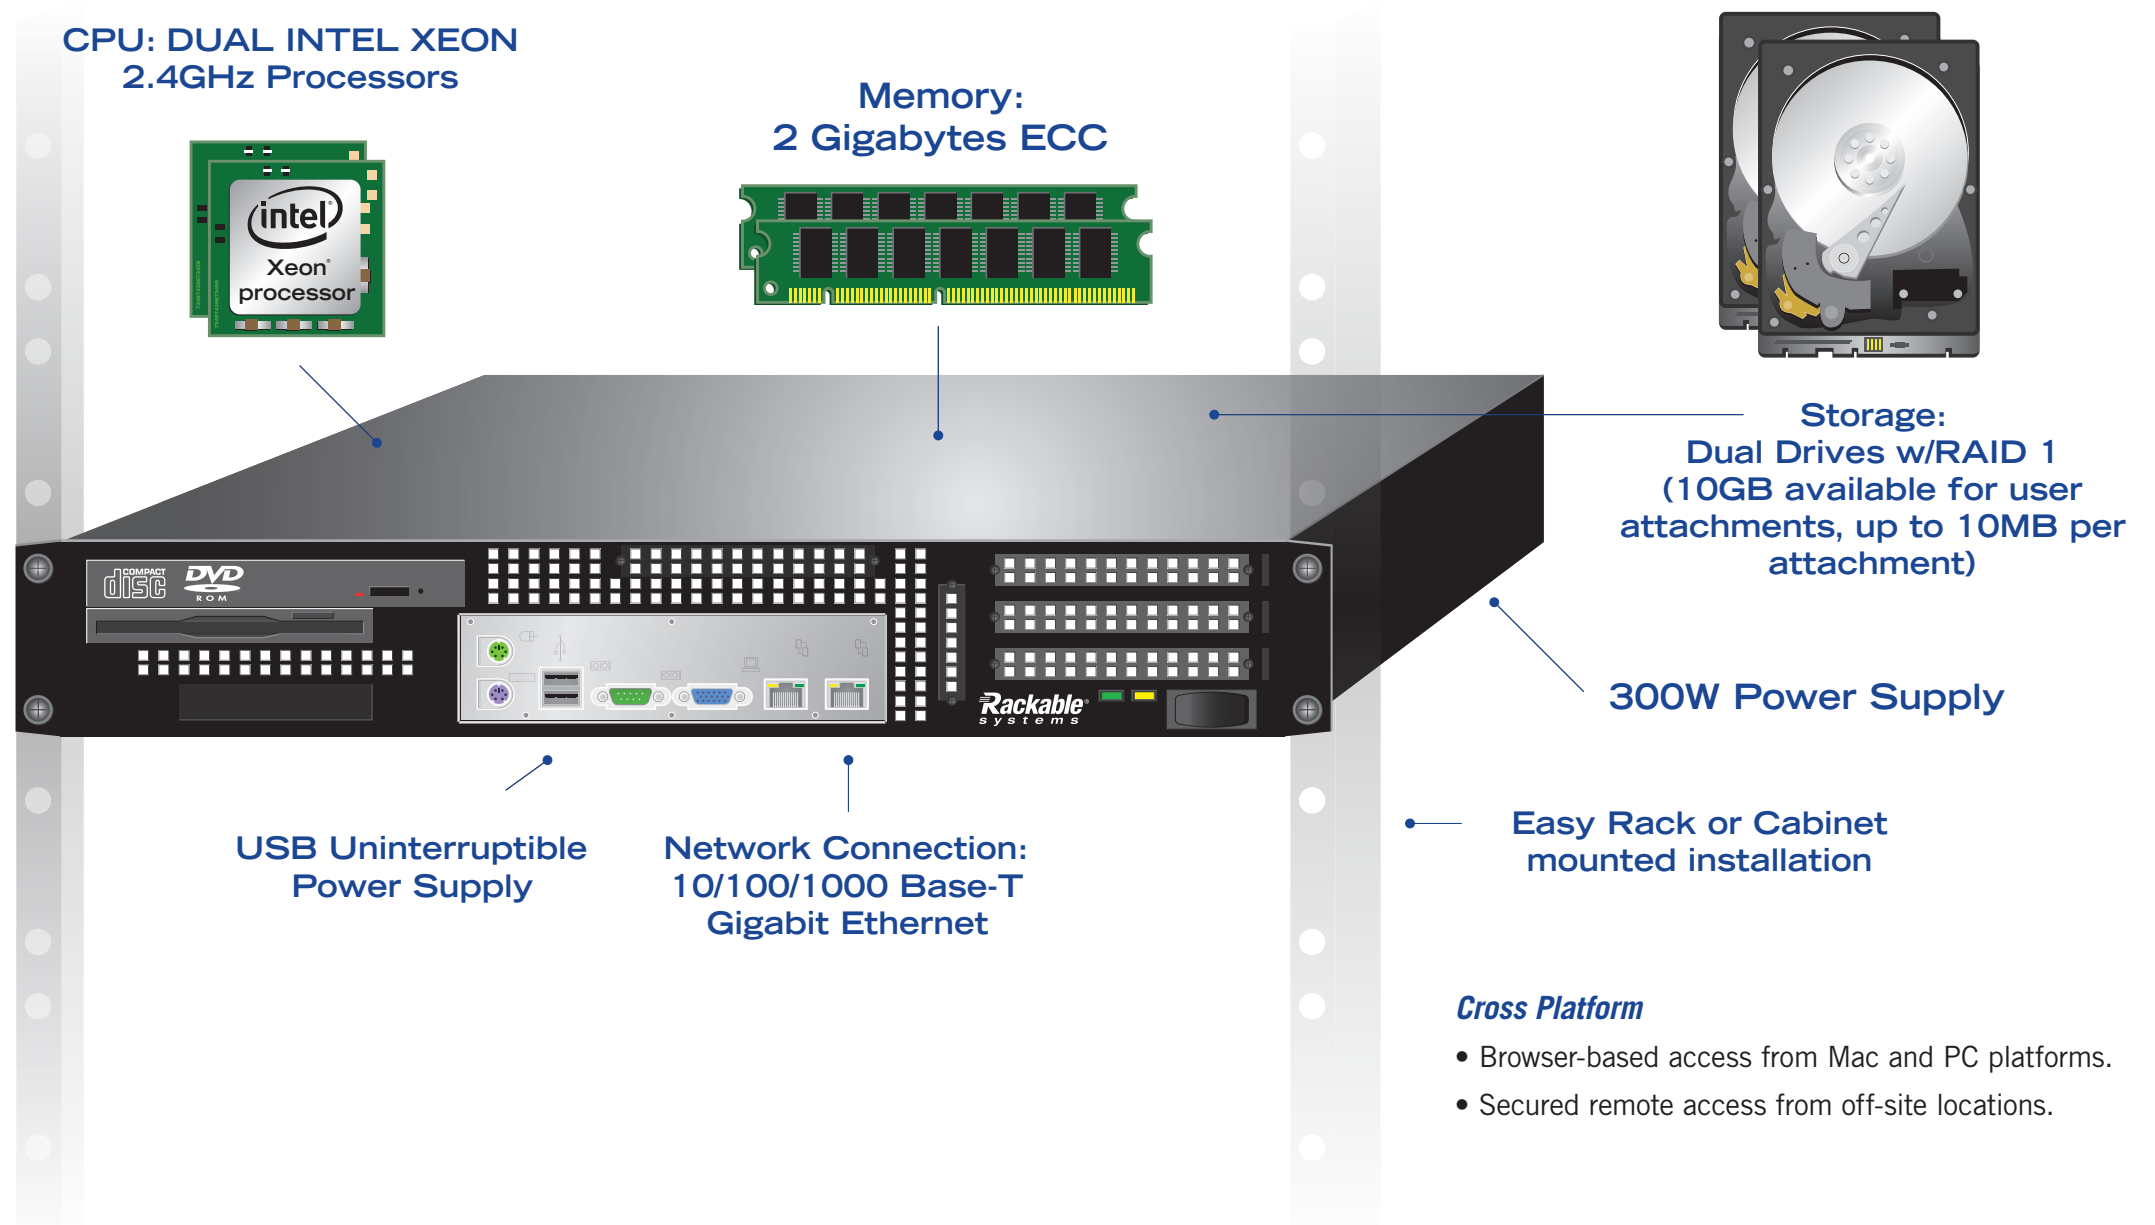 CPU: DUAL INTEL XEON
2.4GHz Processors
Memory:
2 Gigabytes ECC
intel
Xeon®
processor
Storage:
Dual Drives w/RAID 1
(10GB available for user
attachments, up to 10MB per
attachment)
COMPACT
disc
DVD
ROM
Rackable®
systems
300W Power Supply
USB Uninterruptible
Power Supply
Network Connection:
10/100/1000 Base-T
Gigabit Ethernet
Easy Rack or Cabinet
mounted installation
Cross Platform
• Browser-based access from Mac and PC platforms.
• Secured remote access from off-site locations.